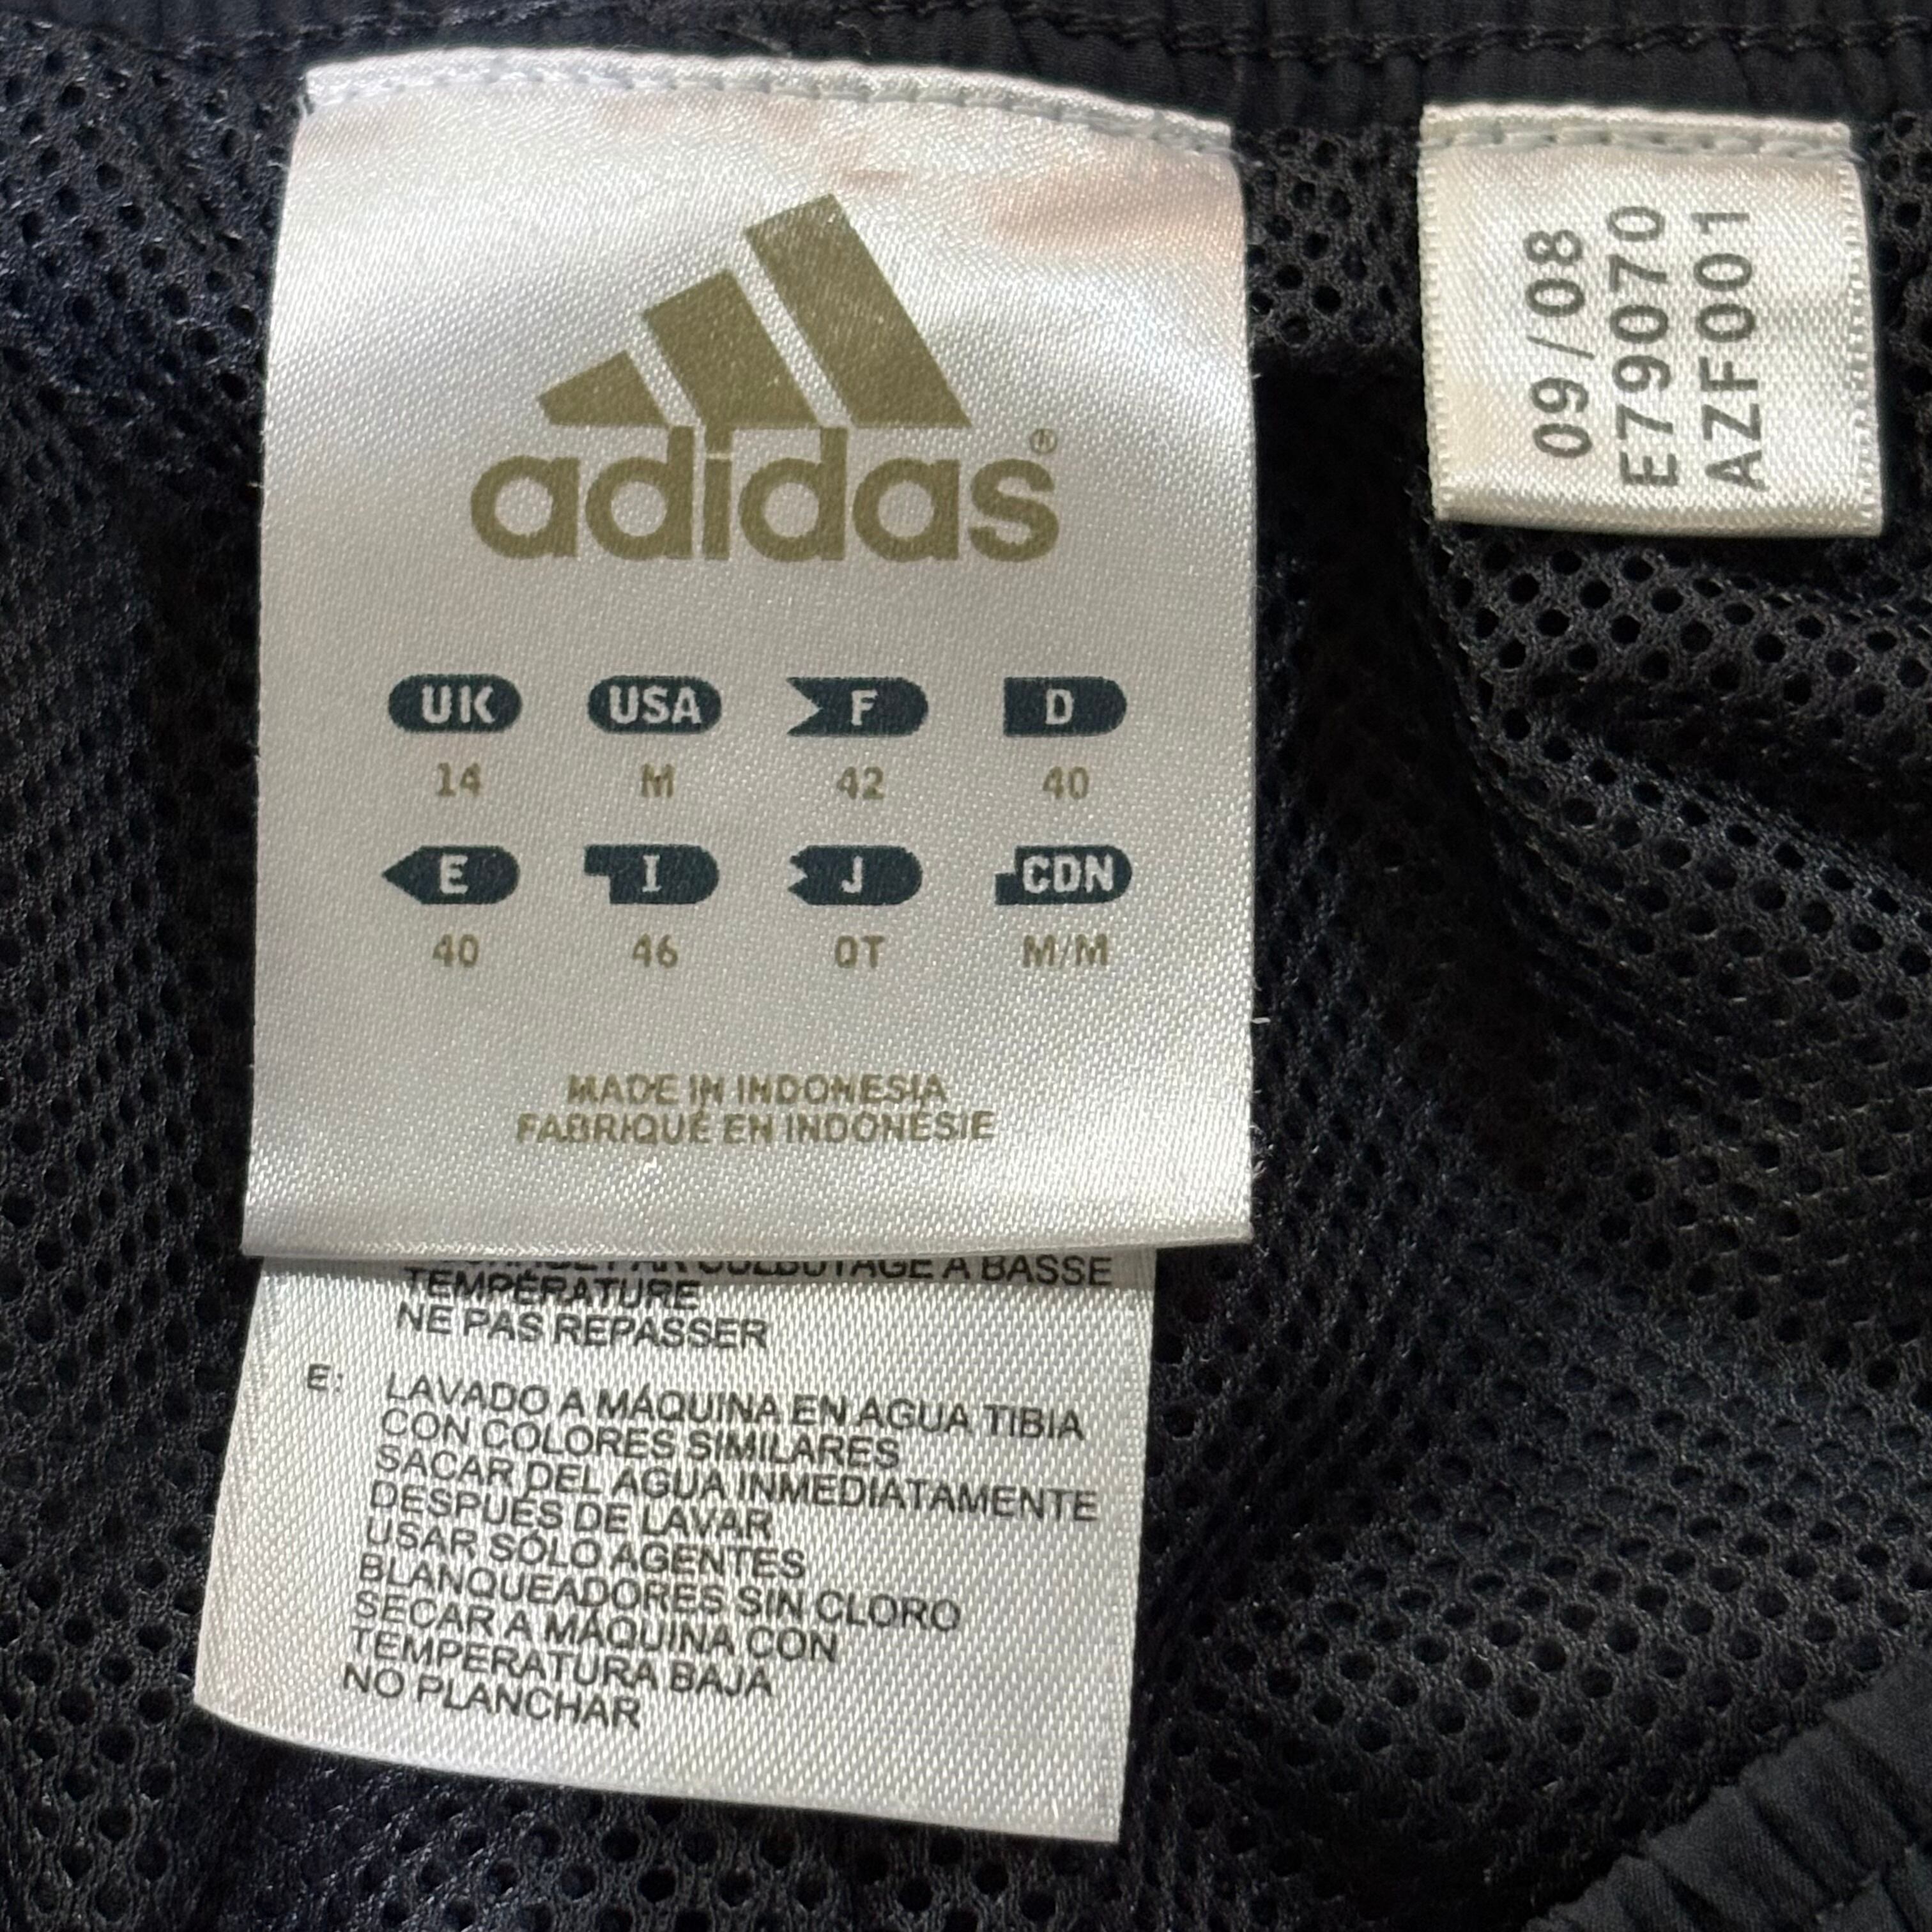 adidas®
UK USA F D
14 M 42 40
E I J CDN
40 46 OT M/M
MADE IN INDONESIA
FABRIQUÉ EN INDONÉSIE
CULBUTAGE A BASSE
TEMPÉRATURE
NE PAS REPASSER
E: LAVADO A MÁQUINA EN AGUA TIBIA
CON COLORES SIMILARES
SACAR DEL AGUA INMEDIATAMENTE
DESPUÉS DE LAVAR
USAR SÓLO AGENTES
BLANQUEADORES SIN CLORO
SECAR A MÁQUINA CON
TEMPERATURA BAJA
NO PLANCHAR
09/08
E79070
AZF001